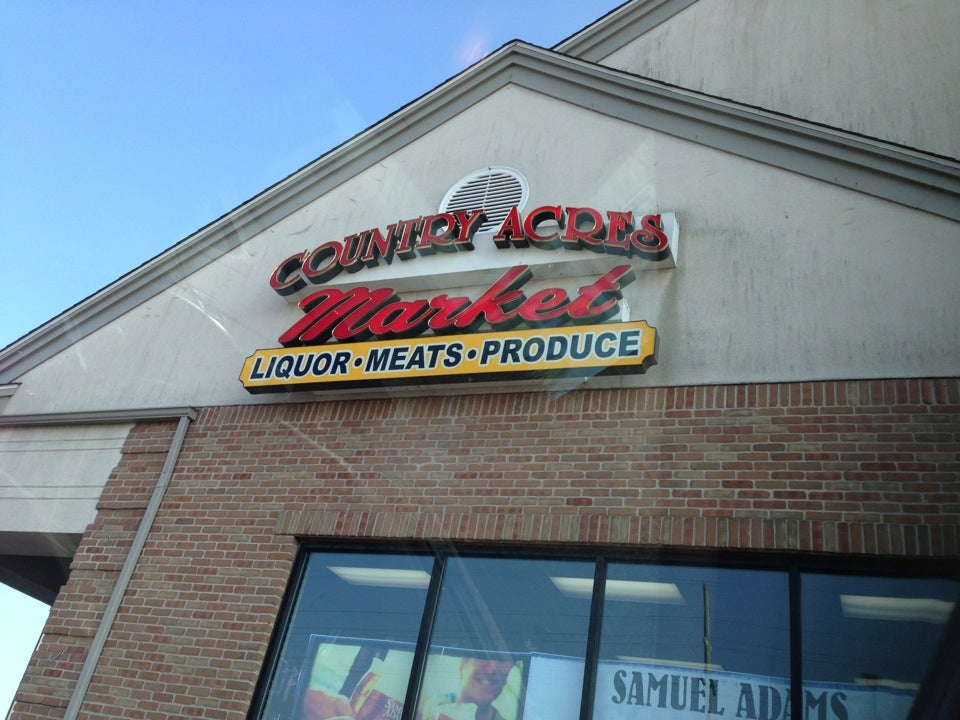 COUNTRY ACRES
Market
LIQUOR • MEATS • PRODUCE
SAMUEL ADAMS